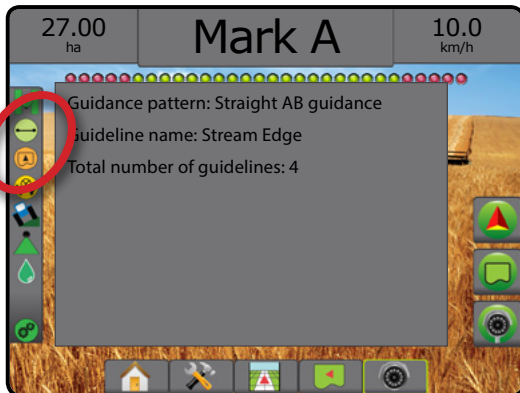 27.00
ha
Mark A
10.0
km/h
Guidance pattern: Straight AB guidance
Guideline name: Stream Edge
Total number of guidelines: 4